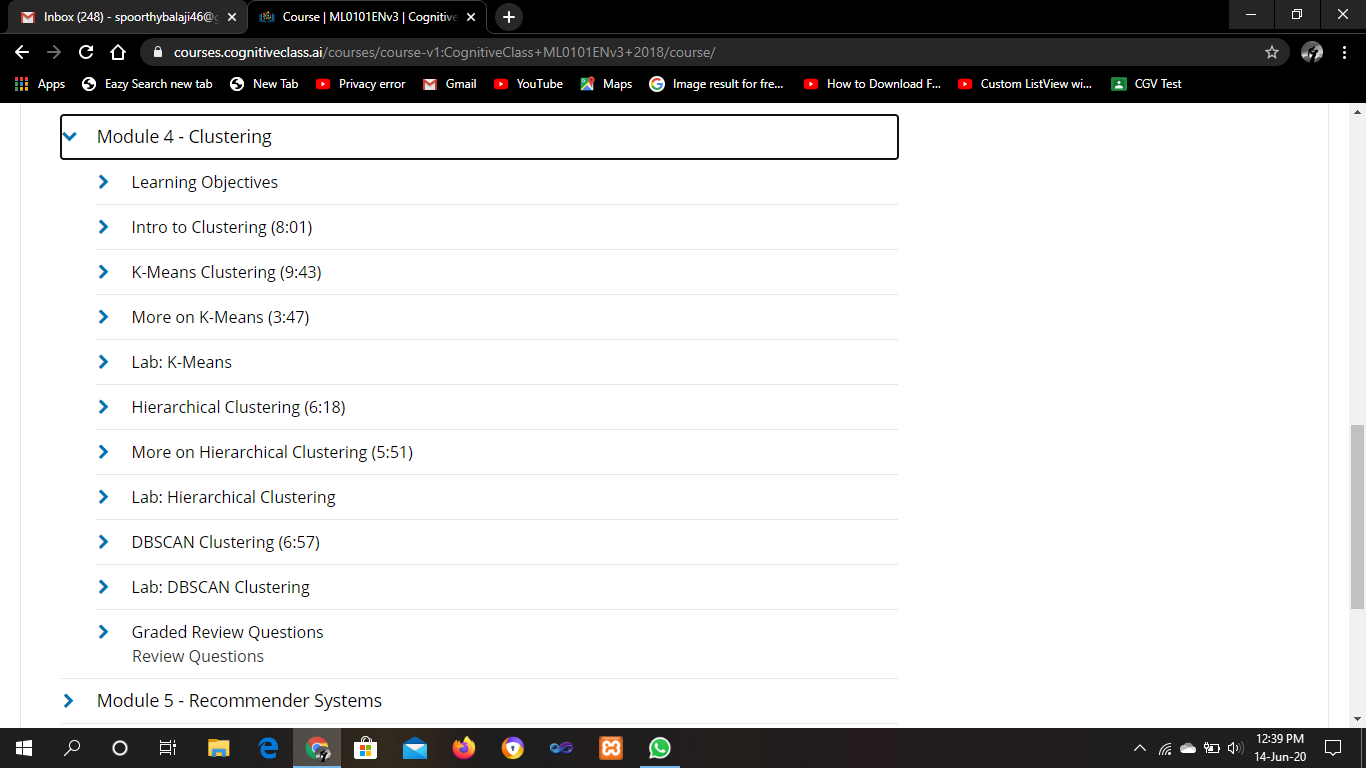 Inbox (248) - spoorthybalaji46@g
Course | ML0101ENv3 | Cognitive
courses.cognitiveclass.ai/courses/course-v1:CognitiveClass+ML0101ENv3+2018/course/
Apps
Eazy Search new tab
New Tab
Privacy error
Gmail
YouTube
Maps
Image result for fre...
How to Download F...
Custom ListView wi...
CGV Test
Module 4 - Clustering
Learning Objectives
Intro to Clustering (8:01)
K-Means Clustering (9:43)
More on K-Means (3:47)
Lab: K-Means
Hierarchical Clustering (6:18)
More on Hierarchical Clustering (5:51)
Lab: Hierarchical Clustering
DBSCAN Clustering (6:57)
Lab: DBSCAN Clustering
Graded Review Questions
Review Questions
Module 5 - Recommender Systems
12:39 PM
14-Jun-20